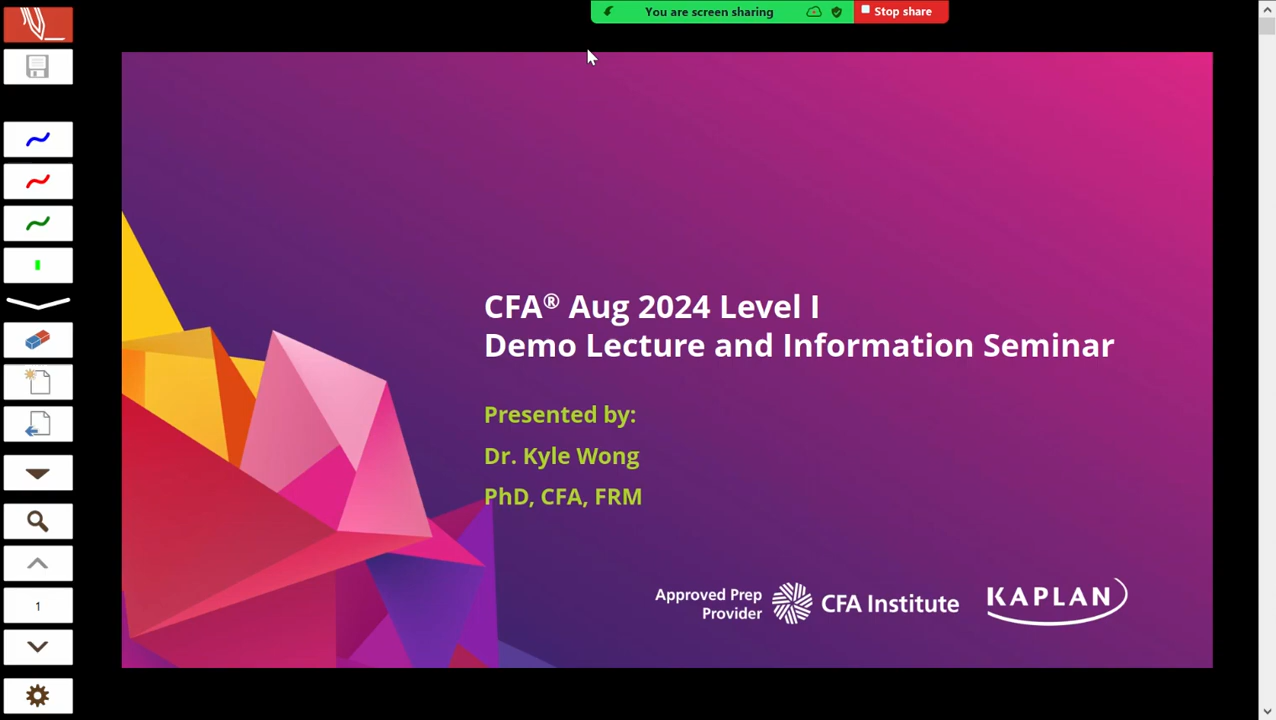 You are screen sharing
Stop share
CFA® Aug 2024 Level I
Demo Lecture and Information Seminar
Presented by:
Dr. Kyle Wong
PhD, CFA, FRM
Approved Prep
Provider
CFA Institute
KAPLAN
1